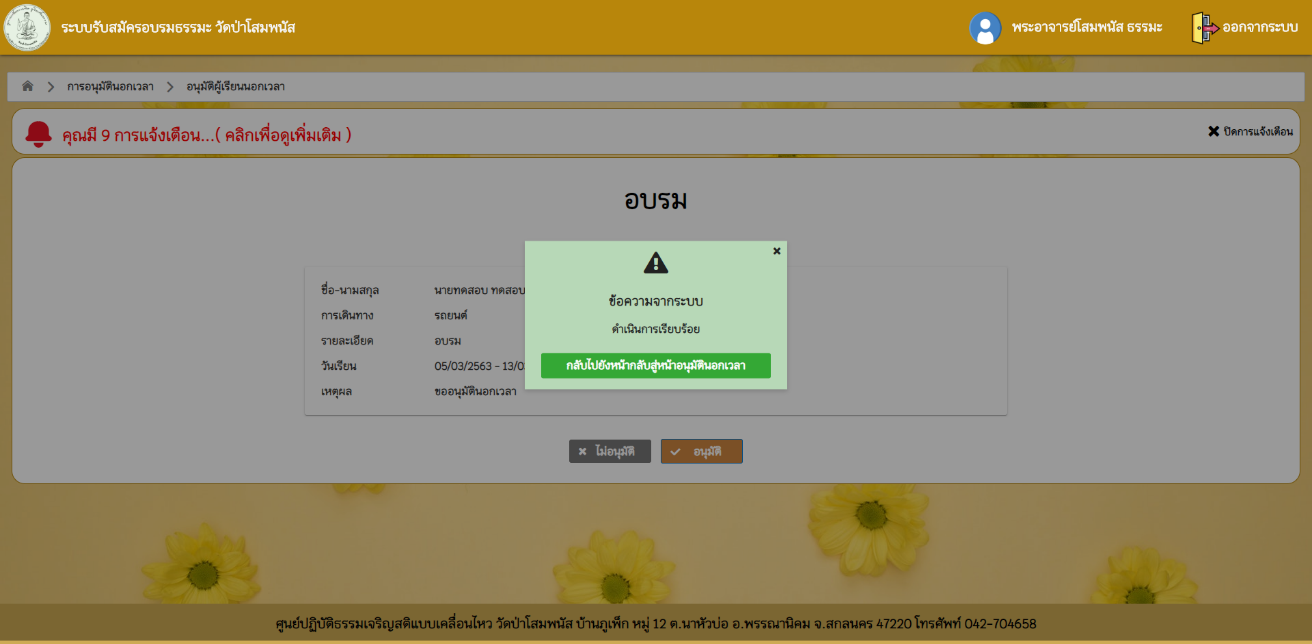 ระบบรับสมัครอบรมธรรมะ วัดป่าโสมพนัส
พระอาจารย์โสมพนัส ธรรมะ
ออกจากระบบ
การอนุมัตินอกเวลา
อนุมัติผู้เรียนนอกเวลา
คุณมี 9 การแจ้งเตือน...( คลิกเพื่อดูเพิ่มเติม )
ปิดการแจ้งเตือน
อบรม
ชื่อ-นามสกุล นายทดสอบ ทดสอบ
การเดินทาง รถยนต์
รายละเอียด อบรม
วันเรียน 05/03/2563 - 13/0
เหตุผล ขออนุมัตินอกเวลา
ข้อความจากระบบ
ดำเนินการเรียบร้อย
กลับไปยังหน้ากลับสู่หน้าอนุมัตินอกเวลา
ไม่อนุมัติ
อนุมัติ
ศูนย์ปฏิบัติธรรมเจริญสติแบบเคลื่อนไหว วัดป่าโสมพนัส บ้านภูเพ็ก หมู่ 12 ต.นาหัวบ่อ อ.พรรณานิคม จ.สกลนคร 47220 โทรศัพท์ 042-704658